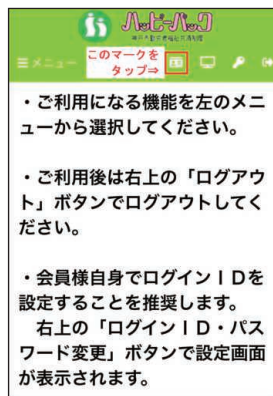 ハッピーパック
≡メニュー
このマークを
タップ⇒
・ご利用になる機能を左のメニ
ューから選択してください。
・ご利用後は右上の「ログアウ
ト」ボタンでログアウトしてく
ださい。
・会員様自身でログインＩＤを
設定することを推奨します。
右上の「ログインＩＤ・パス
ワード変更」ボタンで設定画面
が表示されます。